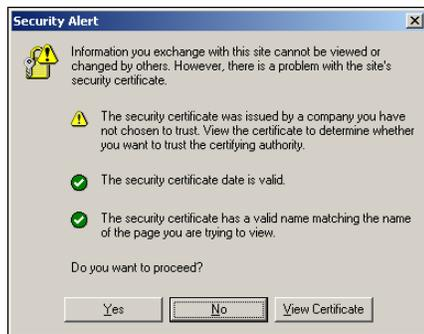 Security Alert
Information you exchange with this site cannot be viewed or
changed by others. However, there is a problem with the site's
security certificate.
The security certificate was issued by a company you have
not chosen to trust. View the certificate to determine whether
you want to trust the certifying authority.
The security certificate date is valid.
The security certificate has a valid name matching the name
of the page you are trying to view.
Do you want to proceed?
Yes No View Certificate